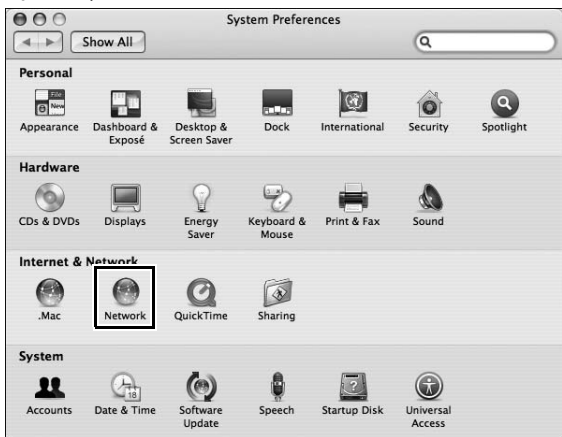 System Preferences
Show All
Personal
File
New
Appearance
Dashboard &
Exposé
Desktop &
Screen Saver
Dock
International
Security
Spotlight
Hardware
CDs & DVDs
Displays
Energy
Saver
Keyboard &
Mouse
Print & Fax
Sound
Internet & Network
.Mac
Network
QuickTime
Sharing
System
18
Accounts
Date & Time
Software
Update
Speech
Startup Disk
Universal
Access